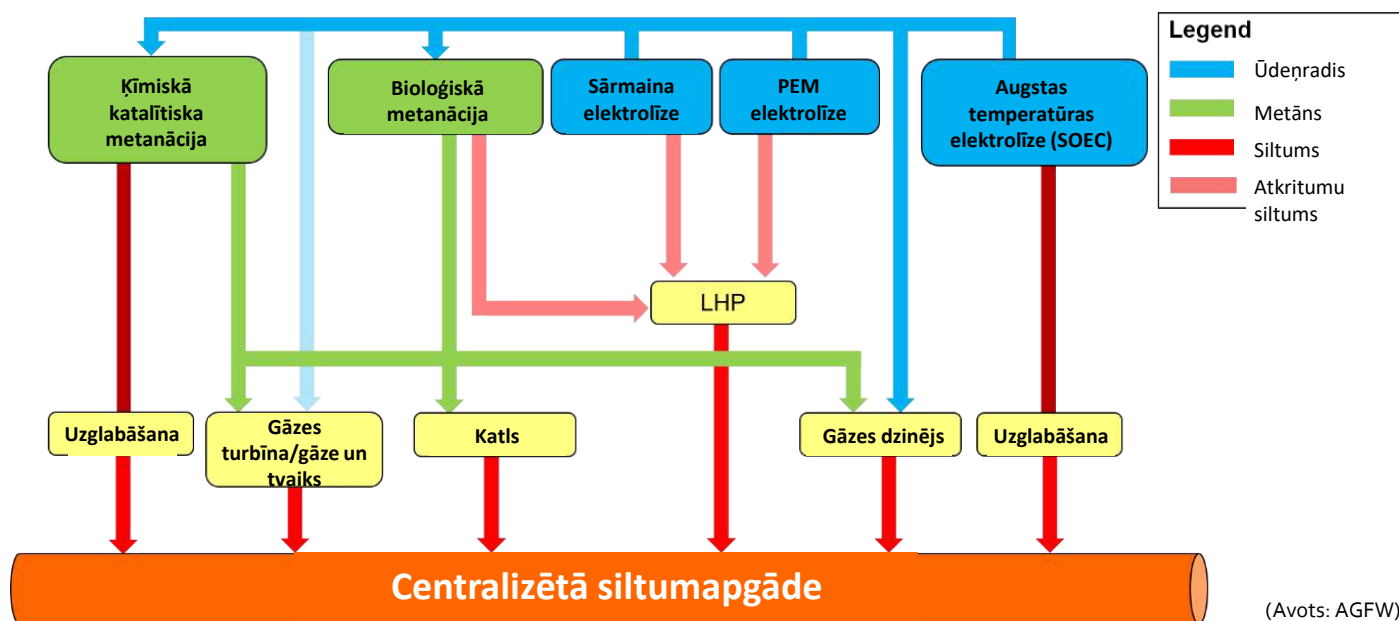 Ķīmiskā
katalītiska
metanācija
Bioloģiskā
metanācija
Sārmaina
elektrolīze
PEM
elektrolīze
Augstas
temperatūras
elektrolīze (SOEC)
Legend
Ūdeņradis
Metāns
Siltums
Atkritumu
siltums
LHP
Uzglabāšana
Gāzes
turbīna/gāze un
tvaiks
Katls
Gāzes dzinējs
Uzglabāšana
Centralizētā siltumapgāde
(Avots: AGFW)